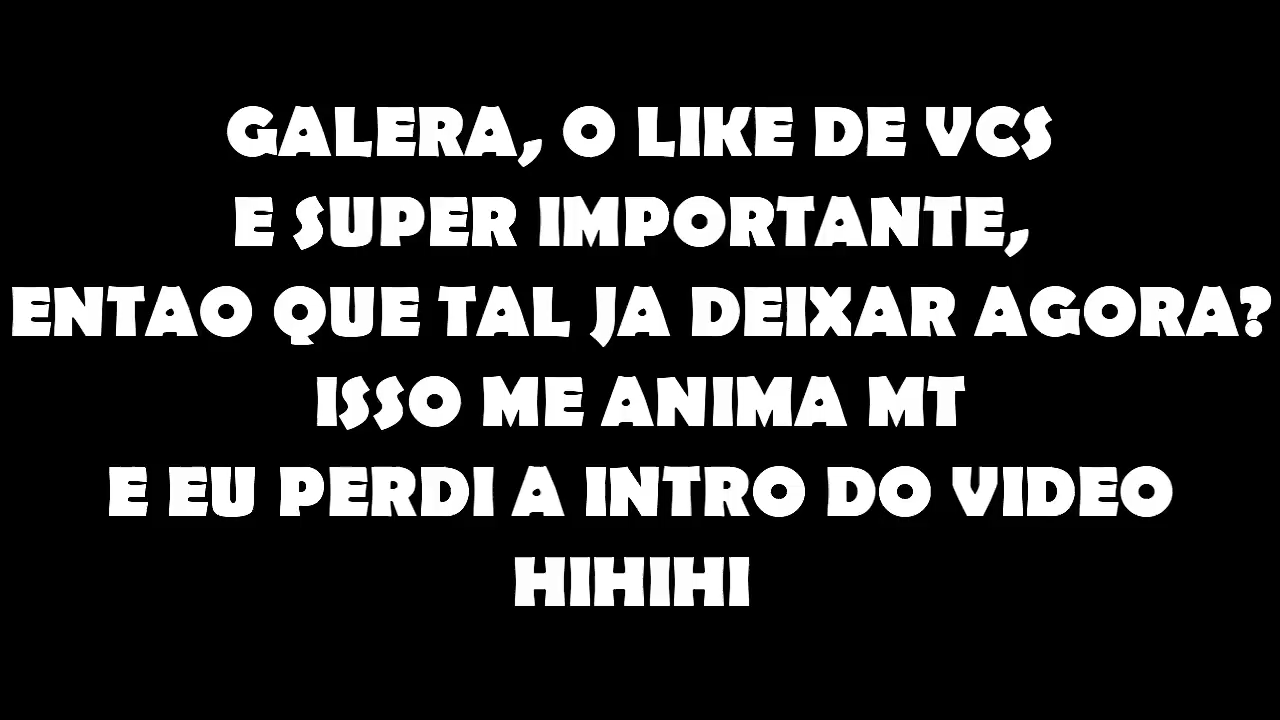 GALERA, O LIKE DE VCS
E SUPER IMPORTANTE,
ENTAO QUE TAL JA DEIXAR AGORA?
ISSO ME ANIMA MT
E EU PERDI A INTRO DO VIDEO
HIHIHI